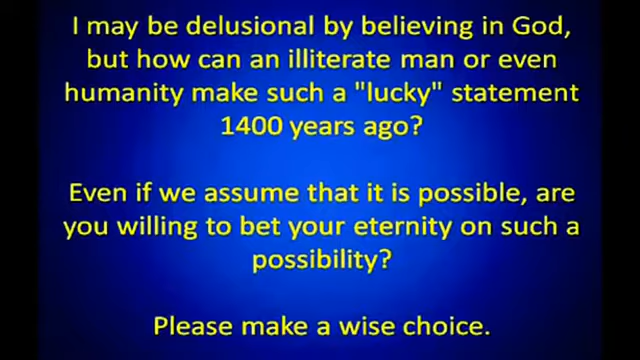 I may be delusional by believing in God,
but how can an illiterate man or even
humanity make such a "lucky" statement
1400 years ago?
Even if we assume that it is possible, are
you willing to bet your eternity on such a
possibility?
Please make a wise choice.